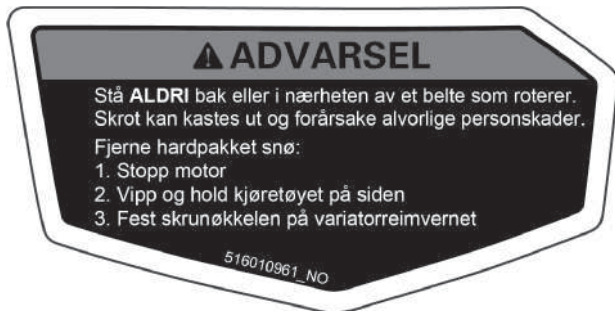 ⚠ ADVARSEL
Stå ALDRI bak eller i nærheten av et belte som roterer.
Skrot kan kastes ut og forårsake alvorlige personskader.
Fjerne hardpakket snø:
1. Stopp motor
2. Vipp og hold kjøretøyet på siden
3. Fest skrunøkkelen på variatorreimvernet
516010961_NO